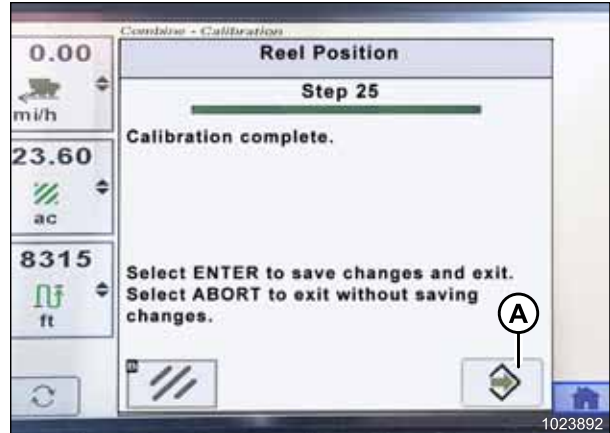 Combine - Calibration
0.00
mi/h
23.60
ac
8315
ft
Reel Position
Step 25
Calibration complete.
Select ENTER to save changes and exit.
Select ABORT to exit without saving
changes.
A
1023892